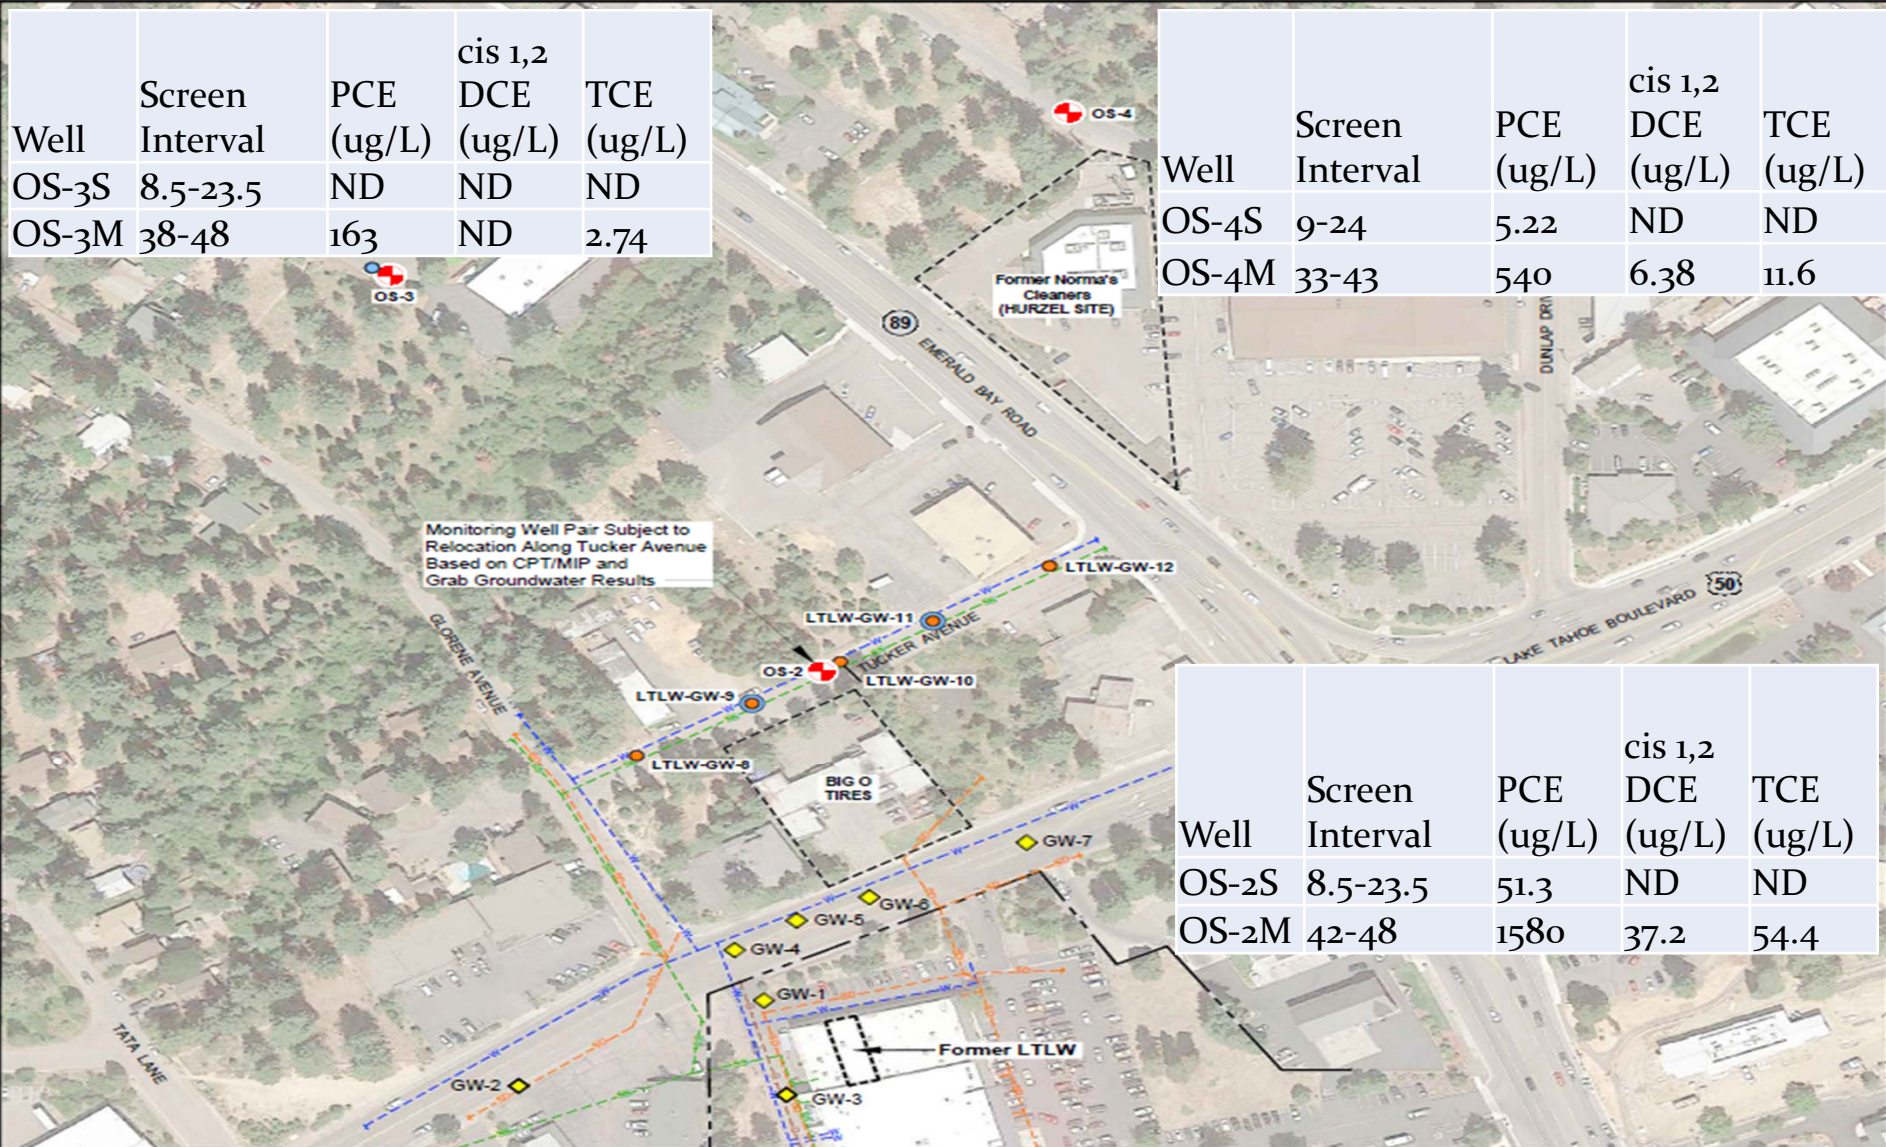 Well Screen Interval PCE (ug/L) cis 1,2 DCE (ug/L) TCE (ug/L)
OS-3S 8.5-23.5 ND ND ND
OS-3M 38-48 163 ND 2.74
Well Screen Interval PCE (ug/L) cis 1,2 DCE (ug/L) TCE (ug/L)
OS-4S 9-24 5.22 ND ND
OS-4M 33-43 540 6.38 11.6
OS-4
OS-3
Former Norma's
Cleaners
(HURZEL SITE)
89
EMERALD BAY ROAD
DUNLAP DRIV
Monitoring Well Pair Subject to
Relocation Along Tucker Avenue
Based on CPT/MIP and
Grab Groundwater Results
LTLW-GW-12
50
LAKE TAHOE BOULEVARD
LTLW-GW-11
TUCKER AVENUE
GLORENE AVENUE
OS-2
LTLW-GW-10
LTLW-GW-9
LTLW-GW-8
BIG O
TIRES
Well Screen Interval PCE (ug/L) cis 1,2 DCE (ug/L) TCE (ug/L)
OS-2S 8.5-23.5 51.3 ND ND
OS-2M 42-48 1580 37.2 54.4
GW-7
GW-6
GW-5
GW-4
GW-1
TATA LANE
Former LTLW
GW-2
GW-3